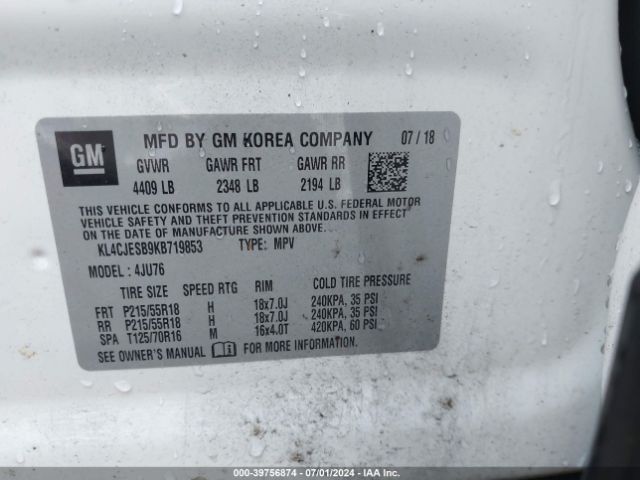 GM
MFD BY GM KOREA COMPANY 07 / 18
GVWR GAWR FRT GAWR RR
4409 LB 2348 LB 2194 LB
THIS VEHICLE CONFORMS TO ALL APPLICABLE U.S. FEDERAL MOTOR
VEHICLE SAFETY AND THEFT PREVENTION STANDARDS IN EFFECT
ON THE DATE OF MANUFACTURE SHOWN ABOVE.
KL4CJESB9KB719853 TYPE: MPV
MODEL : 4JU76
TIRE SIZE SPEED RTG RIM COLD TIRE PRESSURE
FRT P215/55R18 H 18x7.0J 240KPA, 35 PSI
RR P215/55R18 H 18x7.0J 240KPA, 35 PSI
SPA T125/70R16 M 16x4.0T 420KPA, 60 PSI
SEE OWNER'S MANUAL i FOR MORE INFORMATION.
© 000-39756874 | 07/01/2024 - IAA Inc.